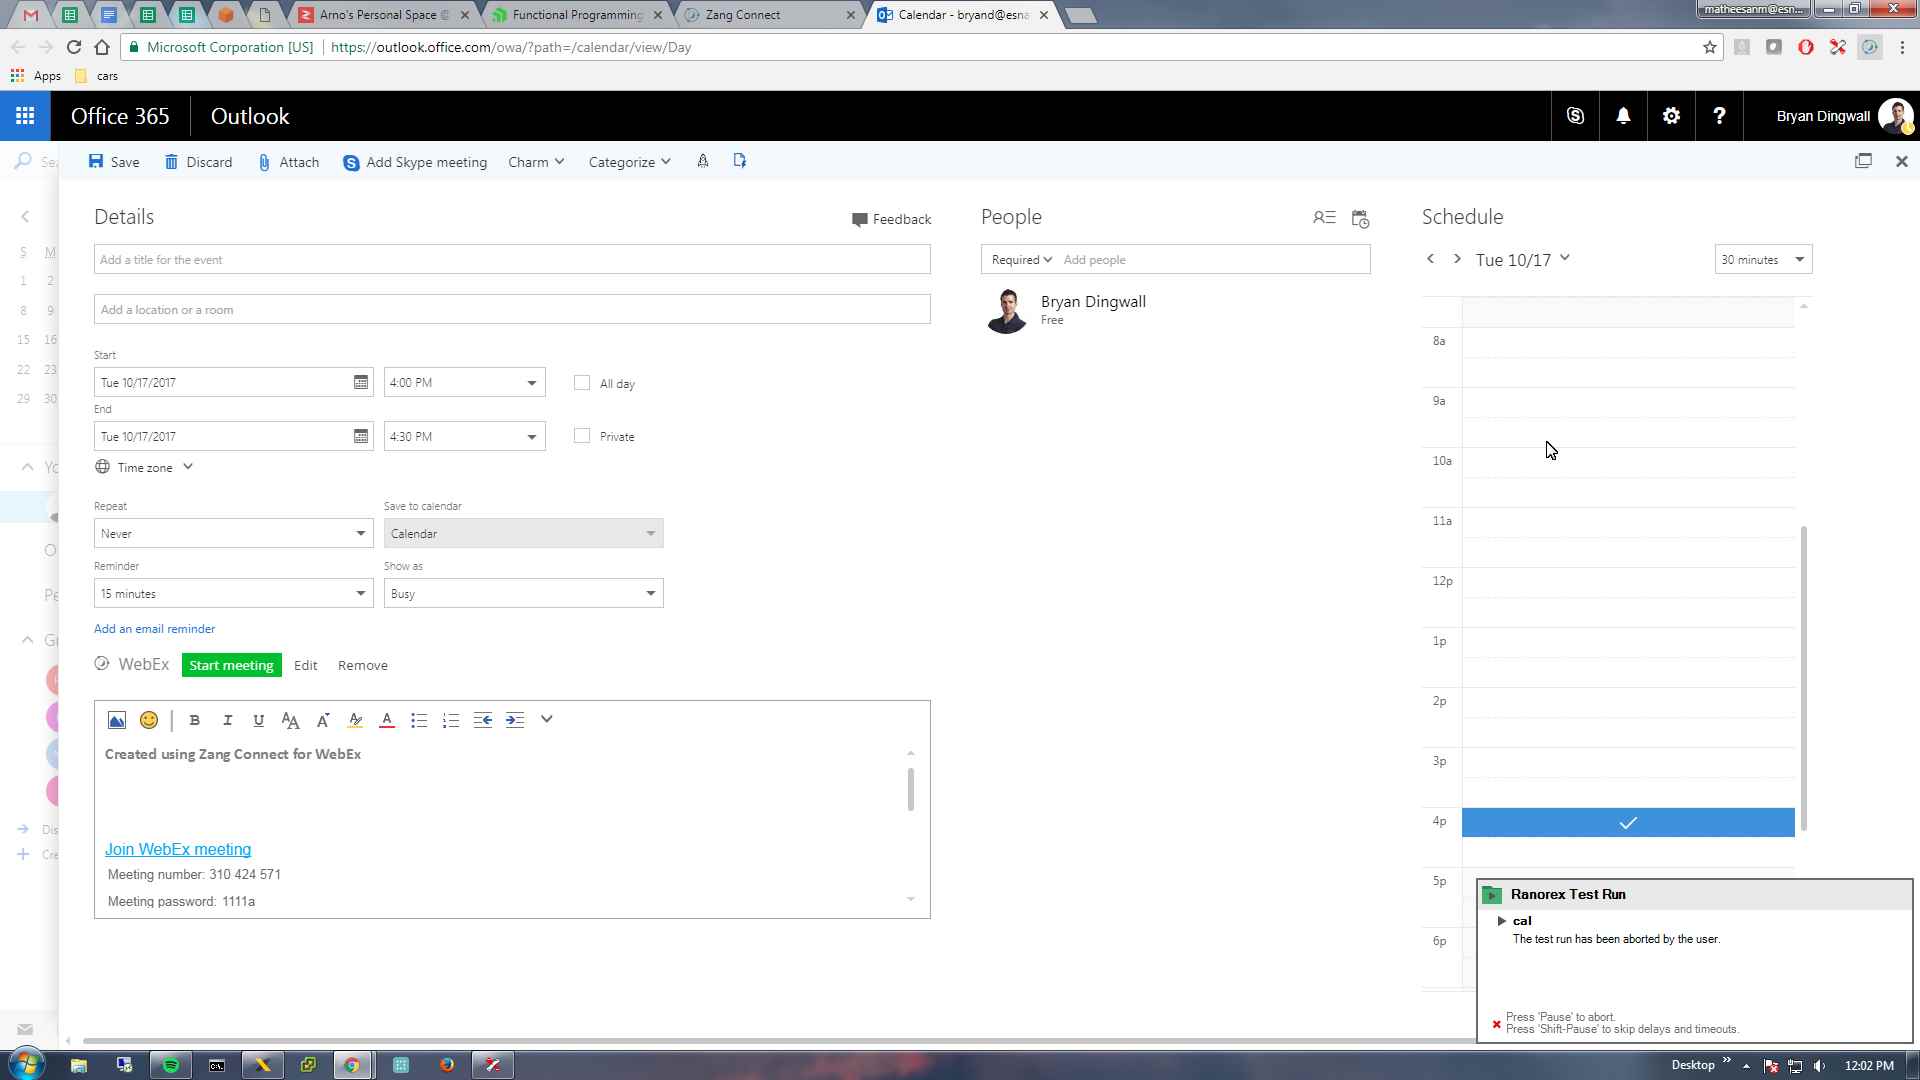 Arno's Personal Space @
Functional Programming
Zang Connect
Calendar - bryand@esna
matheesanm@esn...
Microsoft Corporation [US]
https://outlook.office.com/owa/?path=/calendar/view/Day
Apps
cars
Office 365
Outlook
Bryan Dingwall
Save
Discard
Attach
Add Skype meeting
Charm
Categorize
Details
Feedback
Add a title for the event
Add a location or a room
Start
Tue 10/17/2017
4:00 PM
All day
End
Tue 10/17/2017
4:30 PM
Private
Time zone
Repeat
Never
Save to calendar
Calendar
Reminder
15 minutes
Show as
Busy
Add an email reminder
WebEx
Start meeting
Edit
Remove
Created using Zang Connect for WebEx
Join WebEx meeting
Meeting number: 310 424 571
Meeting password: 1111a
People
Required
Add people
Bryan Dingwall
Free
Schedule
Tue 10/17
30 minutes
8a
9a
10a
11a
12p
1p
2p
3p
4p
5p
6p
S M
1 2
8 9
15 16
22 23
29 30
Ranorex Test Run
cal
The test run has been aborted by the user.
Press 'Pause' to abort.
Press 'Shift-Pause' to skip delays and timeouts.
Desktop
12:02 PM